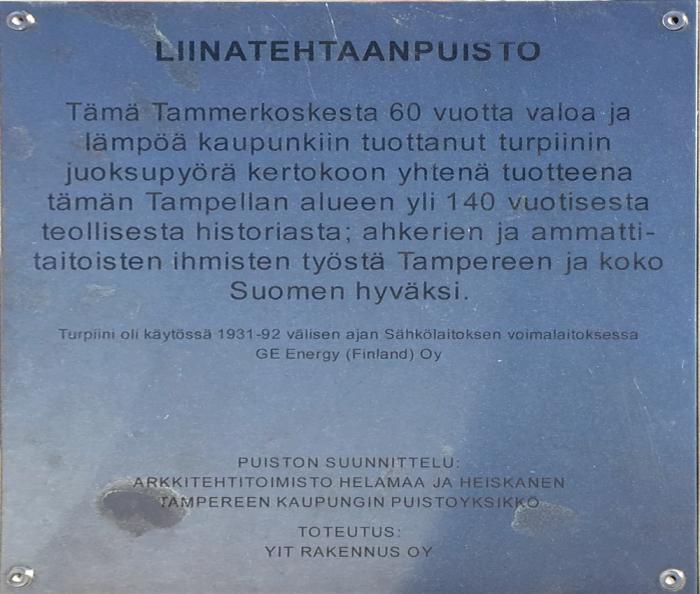 LIINATEHTAANPUISTO
Tämä Tammerkoskesta 60 vuotta valoa ja
lämpöä kaupunkiin tuottanut turpiinin
juoksupyörä kertokoon yhtenä tuotteena
tämän Tampellan alueen yli 140 vuotisesta
teollisesta historiasta; ahkerien ja ammatti-
taitoisten ihmisten työstä Tampereen ja koko
Suomen hyväksi.
Turpiini oli käytössä 1931-92 välisen ajan Sähkölaitoksen voimalaitoksessa
GE Energy (Finland) Oy
PUISTON SUUNNITTELU:
ARKKITEHTITOIMISTO HELAMAA JA HEISKANEN
TAMPEREEN KAUPUNGIN PUISTOYKSIKKÖ
TOTEUTUS:
YIT RAKENNUS OY